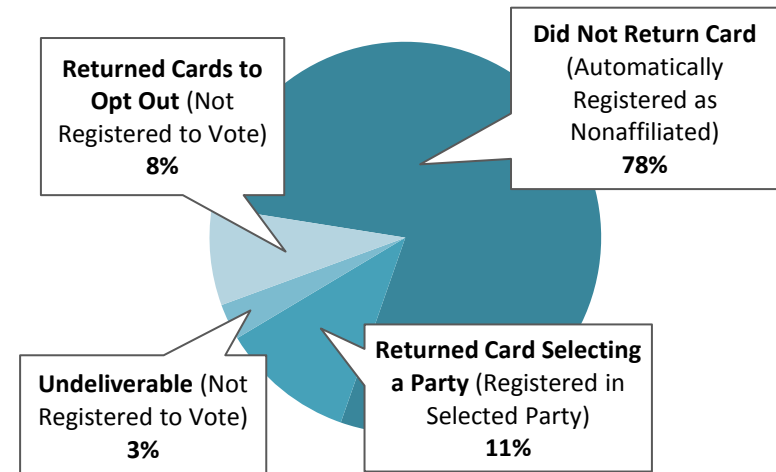 Did Not Return Card
(Automatically
Registered as
Nonaffiliated)
78%
Returned Cards to
Opt Out (Not
Registered to Vote)
8%
Undeliverable (Not
Registered to Vote)
3%
Returned Card Selecting
a Party (Registered in
Selected Party)
11%